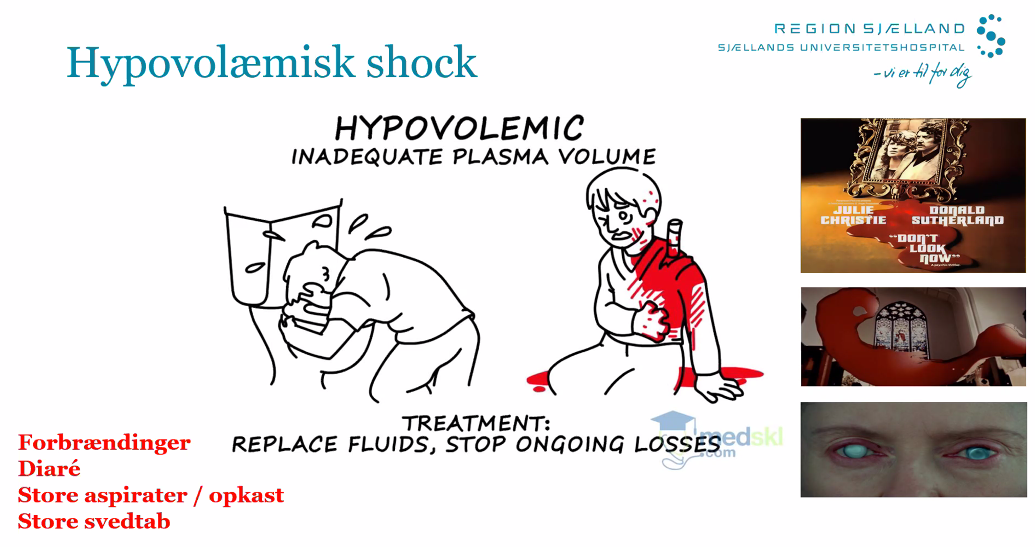 Hypovolæmisk shock
REGION SJÆLLAND
SJÆLLANDS UNIVERSITETSHOSPITAL
– vi er til for dig
HYPOVOLEMIC
INADEQUATE PLASMA VOLUME
JULIE
CHRISTIE
DONALD
SUTHERLAND
"DON'T
LOOK
NOW"
TREATMENT:
REPLACE FLUIDS, STOP ONGOING LOSSES
medskl
.com
Forbrændinger
Diaré
Store aspirater / opkast
Store svedtab